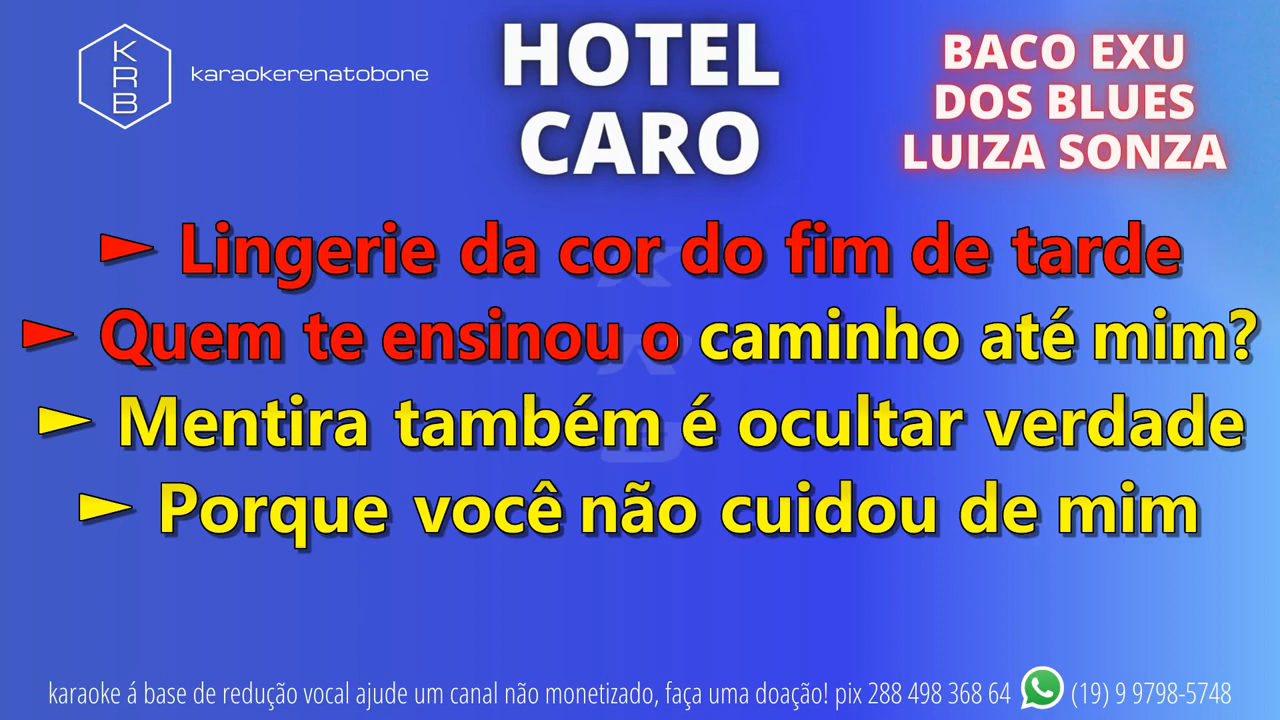 K
R
B
karaokerenatobone
HOTEL
CARO
BACO EXU
DOS BLUES
LUIZA SONZA
► Lingerie da cor do fim de tarde
► Quem te ensinou o caminho até mim?
► Mentira também é ocultar verdade
► Porque você não cuidou de mim
karaoke á base de redução vocal ajude um canal não monetizado, faça uma doação! pix 288 498 368 64 (19) 9 9798-5748